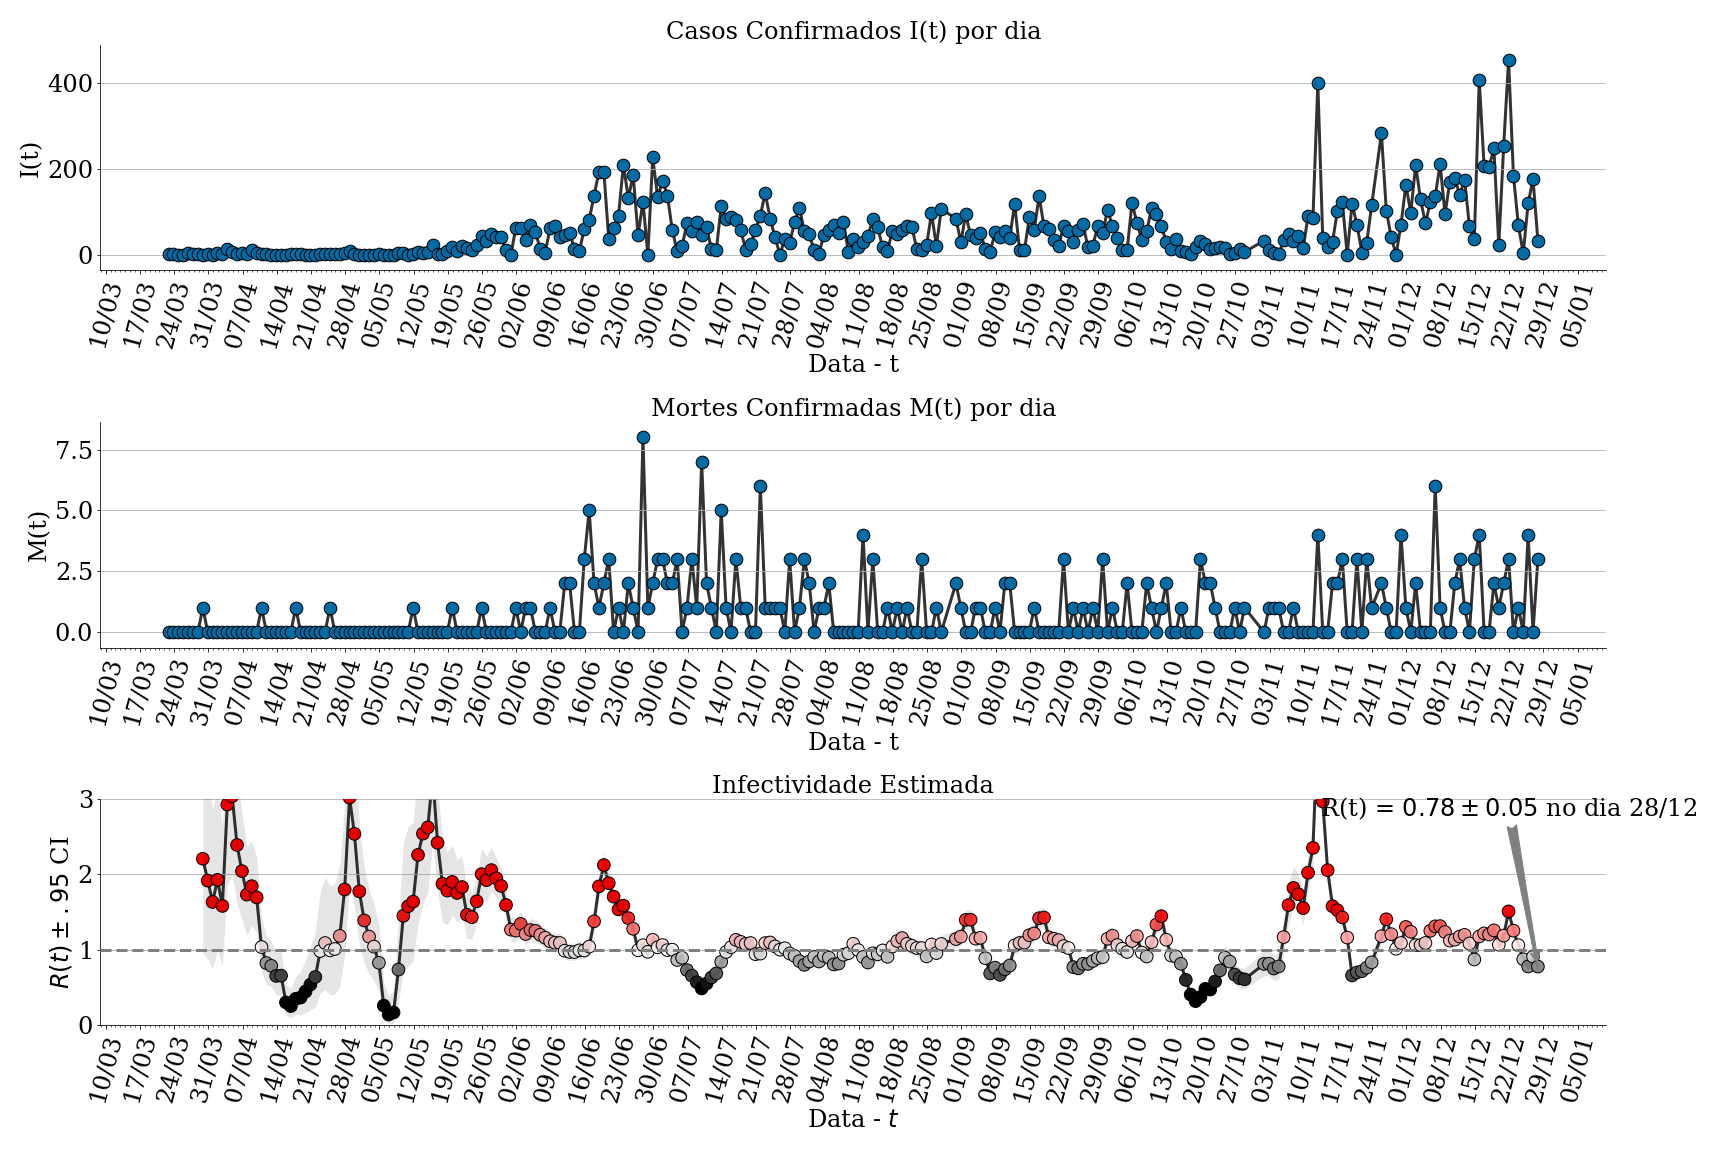 Casos Confirmados I(t) por dia
I(t)
400
200
0
10/03 17/03 24/03 31/03 07/04 14/04 21/04 28/04 05/05 12/05 19/05 26/05 02/06 09/06 16/06 23/06 30/06 07/07 14/07 21/07 28/07 04/08 11/08 18/08 25/08 01/09 08/09 15/09 22/09 29/09 06/10 13/10 20/10 27/10 03/11 10/11 17/11 24/11 01/12 08/12 15/12 22/12 29/12 05/01
Data - t
Mortes Confirmadas M(t) por dia
M(t)
7.5
5.0
2.5
0.0
10/03 17/03 24/03 31/03 07/04 14/04 21/04 28/04 05/05 12/05 19/05 26/05 02/06 09/06 16/06 23/06 30/06 07/07 14/07 21/07 28/07 04/08 11/08 18/08 25/08 01/09 08/09 15/09 22/09 29/09 06/10 13/10 20/10 27/10 03/11 10/11 17/11 24/11 01/12 08/12 15/12 22/12 29/12 05/01
Data - t
Infectividade Estimada
R(t) ± .95 CI
3
R(t) = 0.78 ± 0.05 no dia 28/12
2
1
0
10/03 17/03 24/03 31/03 07/04 14/04 21/04 28/04 05/05 12/05 19/05 26/05 02/06 09/06 16/06 23/06 30/06 07/07 14/07 21/07 28/07 04/08 11/08 18/08 25/08 01/09 08/09 15/09 22/09 29/09 06/10 13/10 20/10 27/10 03/11 10/11 17/11 24/11 01/12 08/12 15/12 22/12 29/12 05/01
Data - t